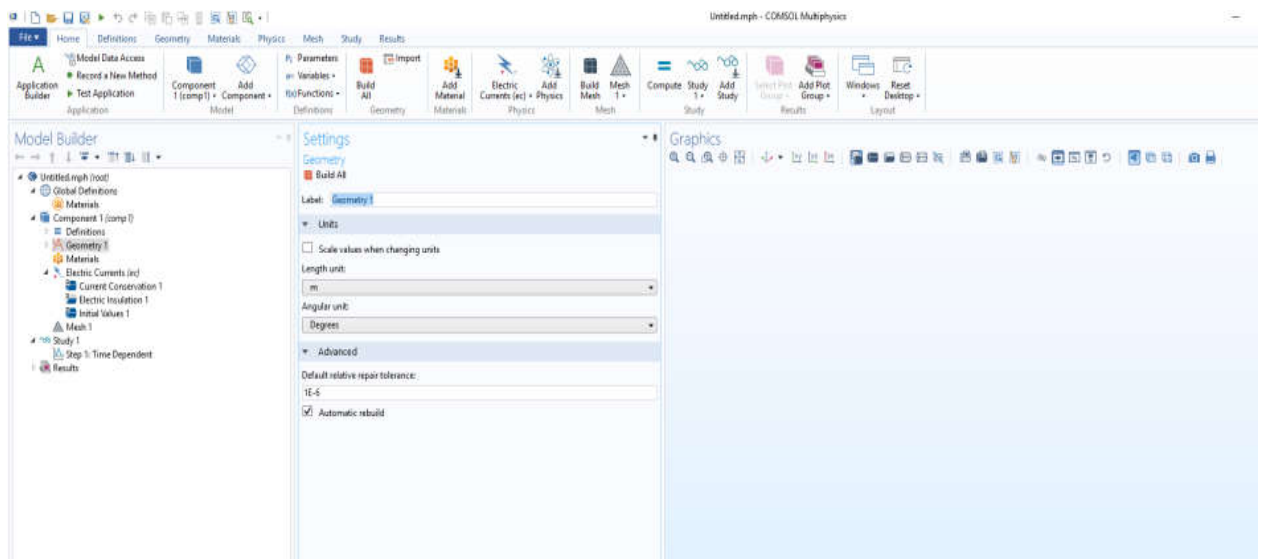 Untitled.mph - COMSOL Multiphysics
File Home Definitions Geometry Materials Physics Mesh Study Results
Application Builder
Model Data Access
Record a New Method
Test Application
Application
Component 1 (comp1)
Add Component
Model
Pi Parameters
a= Variables
f(x) Functions
Definitions
Build All
Import
Geometry
Add Material
Materials
Electric Currents (ec)
Add Physics
Physics
Build Mesh
Mesh 1
Mesh
Compute
Study 1
Add Study
Study
Select Plot Group
Add Plot Group
Results
Windows
Reset Desktop
Layout
Model Builder
Untitled.mph (root)
Global Definitions
Materials
Component 1 (comp1)
Definitions
Geometry 1
Materials
Electric Currents (ec)
Current Conservation 1
Electric Insulation 1
Initial Values 1
Mesh 1
Study 1
Step 1: Time Dependent
Results
Settings
Geometry
Build All
Label: Geometry 1
Units
Scale values when changing units
Length unit:
m
Angular unit:
Degrees
Advanced
Default relative repair tolerance:
1E-6
Automatic rebuild
Graphics